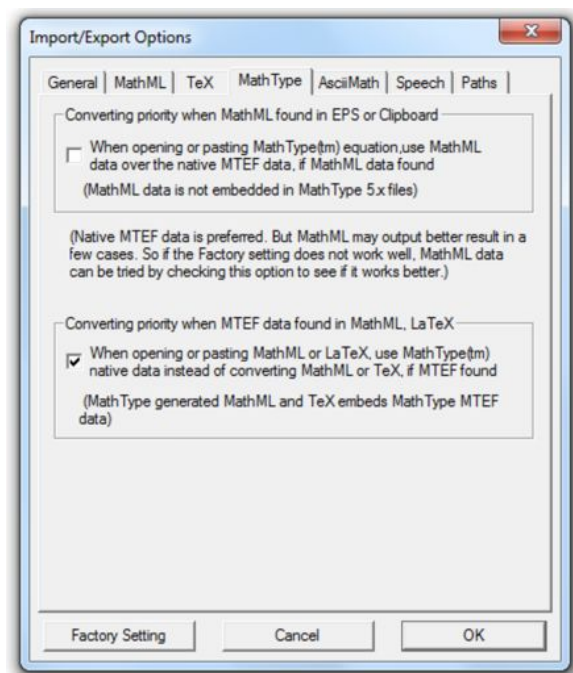 Import/Export Options
General MathML TeX MathType AsciiMath Speech Paths
Converting priority when MathML found in EPS or Clipboard
When opening or pasting MathType(tm) equation,use MathML
data over the native MTEF data, if MathML data found
(MathML data is not embedded in MathType 5.x files)
(Native MTEF data is preferred. But MathML may output better result in a
few cases. So if the Factory setting does not work well, MathML data
can be tried by checking this option to see if it works better.)
Converting priority when MTEF data found in MathML, LaTeX
When opening or pasting MathML or LaTeX, use MathType(tm)
native data instead of converting MathML or TeX, if MTEF found
(MathType generated MathML and TeX embeds MathType MTEF
data)
Factory Setting Cancel OK